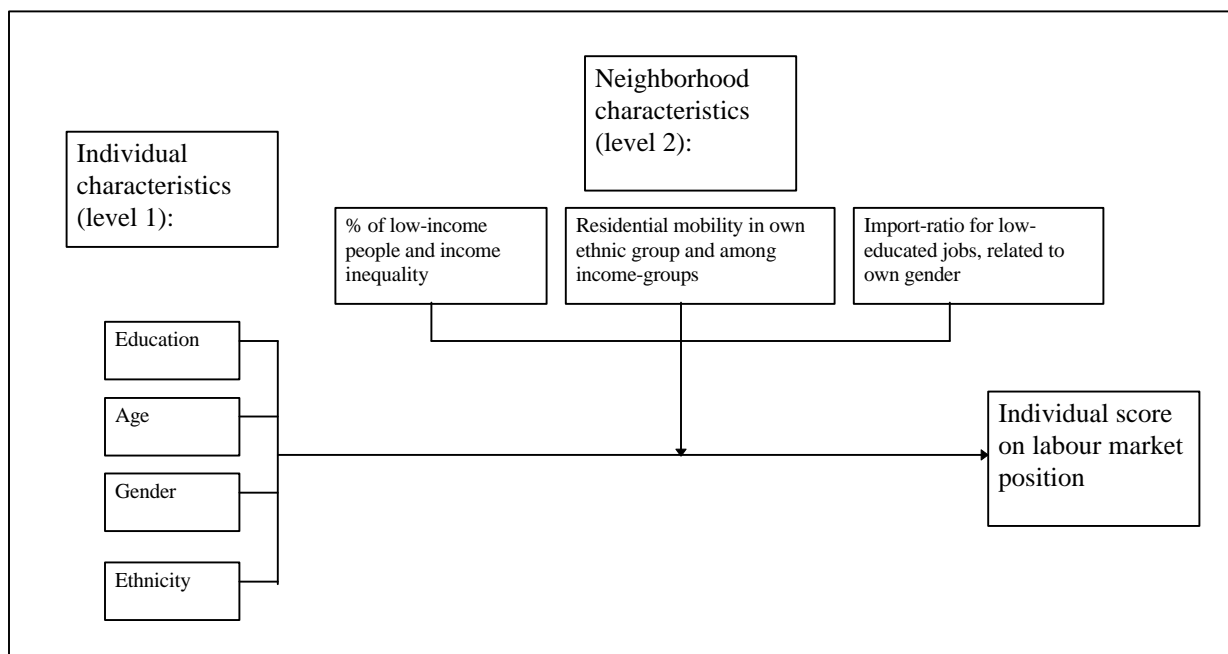 Neighborhood
characteristics
(level 2):
Individual
characteristics
(level 1):
% of low-income
people and income
inequality
Residential mobility in own
ethnic group and among
income-groups
Import-ratio for low-
educated jobs, related to
own gender
Education
Age
Gender
Ethnicity
Individual score
on labour market
position